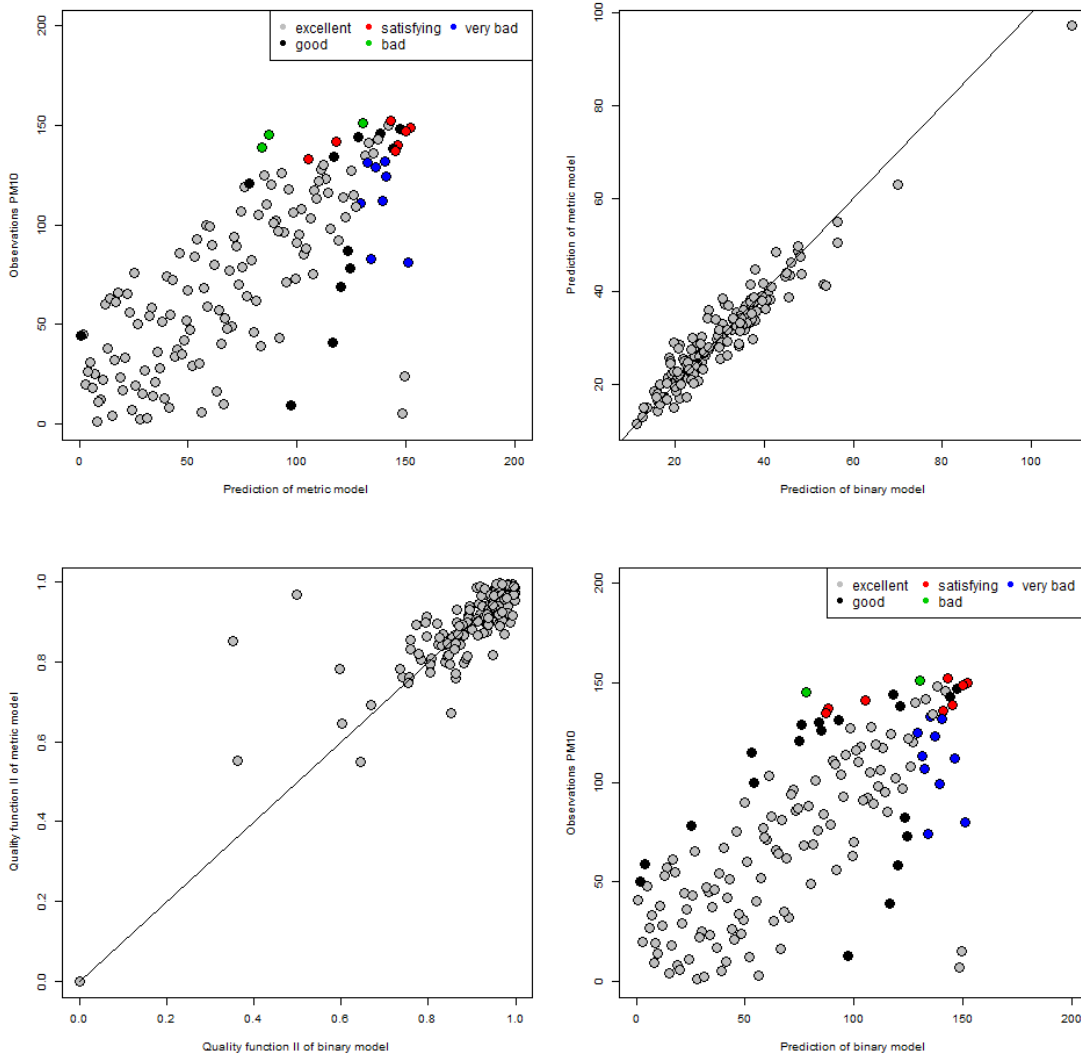 200
150
100
50
0
Observations PM10
excellent
satisfying
very bad
good
bad
0
50
100
150
200
Prediction of metric model
100
80
60
40
20
Prediction of metric model
20
40
60
80
100
Prediction of binary model
1.0
0.8
0.6
0.4
0.2
0.0
Quality function II of metric model
0.0
0.2
0.4
0.6
0.8
1.0
Quality function II of binary model
200
150
100
50
0
Observations PM10
excellent
satisfying
very bad
good
bad
0
50
100
150
200
Prediction of binary model